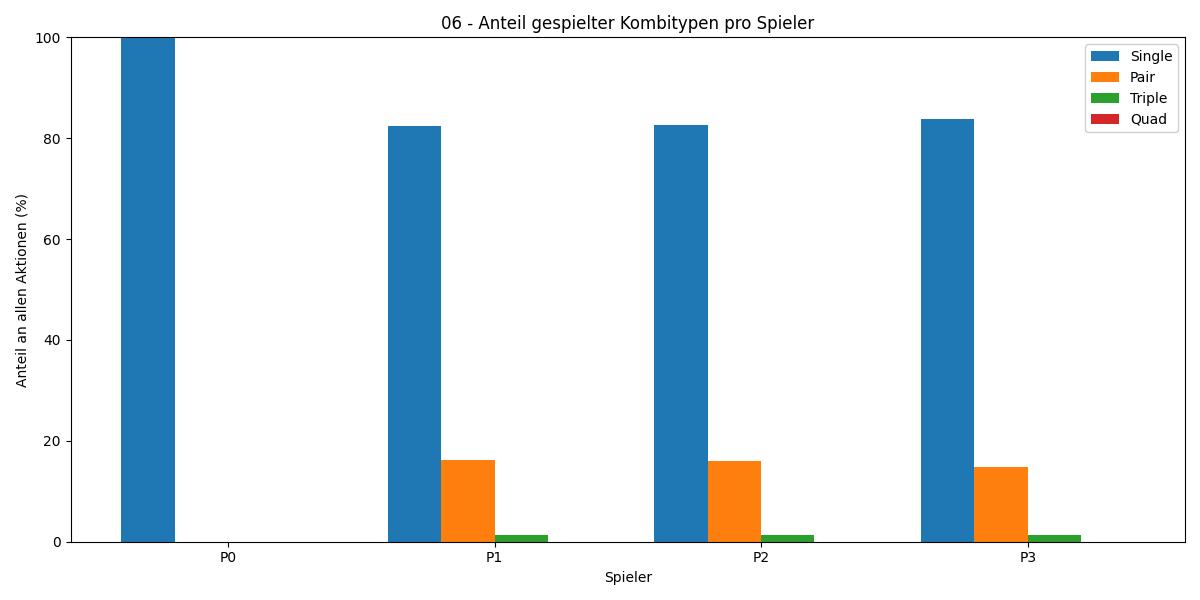 06 - Anteil gespielter Kombitypen pro Spieler
Anteil an allen Aktionen (%)
100
80
60
40
20
0
Single
Pair
Triple
Quad
P0
P1
P2
P3
Spieler